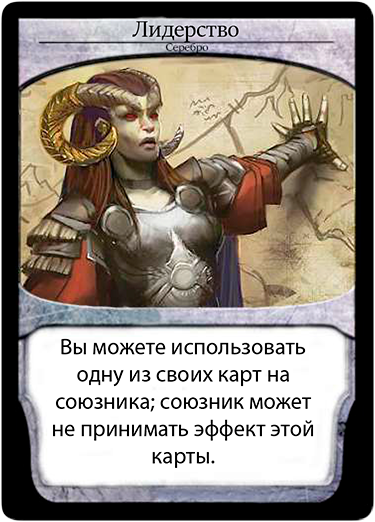 Лидерство
Серебро
Вы можете использовать
одну из своих карт на
союзника; союзник может
не принимать эффект этой
карты.